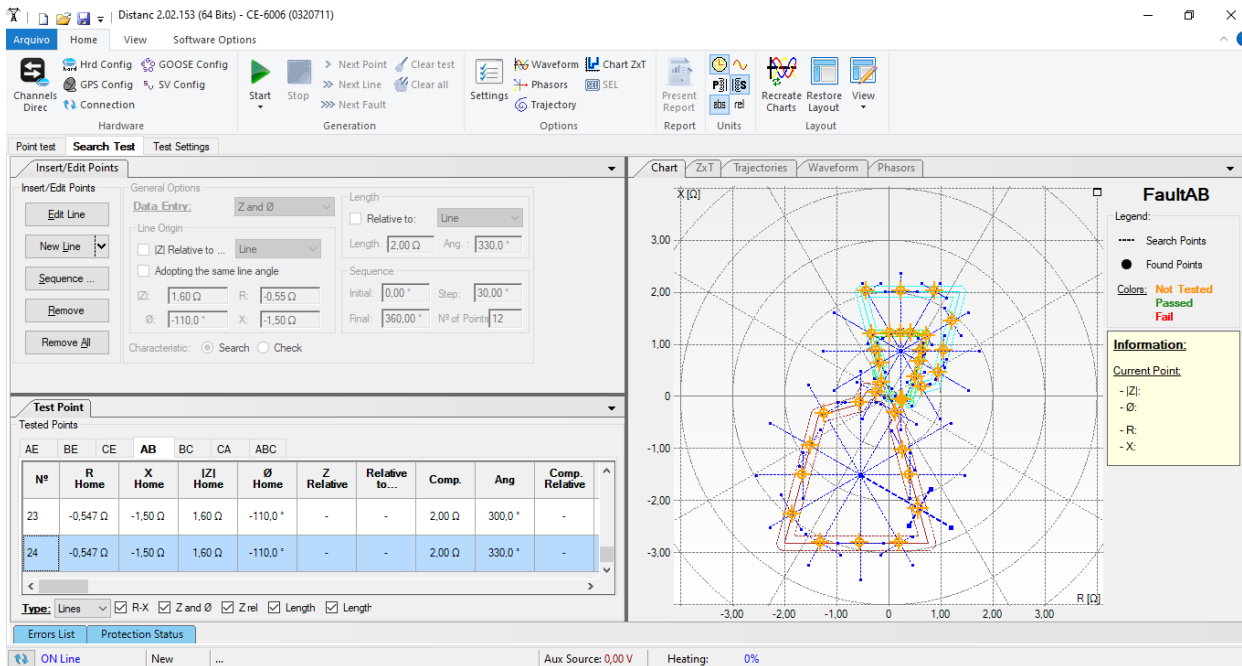 Distanc 2.02.153 (64 Bits) - CE-6006 (0320711)
Arquivo Home View Software Options
Hrd Config GOOSE Config
GPS Config SV Config
Connection
Channels Direc
Hardware
Start Stop
Next Point Clear test
Next Line Clear all
Next Fault
Generation
Settings
Waveform Chart ZxT
Phasors SEL
Trajectory
Options
Present Report
Report
abs rel
Units
Recreate Charts Restore Layout View
Layout
Point test Search Test Test Settings
Insert/Edit Points
Insert/Edit Points
Edit Line
New Line
Sequence ...
Remove
Remove All
General Options
Data Entry: Z and Ø
Line Origin
|Z| Relative to ... Line
Adopting the same line angle
|Z|: 1,60 Ω R: -0,55 Ω
Ø: -110,0 ° X: -1,50 Ω
Characteristic: Search Check
Length
Relative to: Line
Length. : 2,00 Ω Ang. : 330,0 °
Sequence
Initial: 0,00 ° Step: 30,00 °
Final: 360,00 ° Nº of Points 12
Test Point
Tested Points
AE BE CE AB BC CA ABC
Nº R Home X Home |Z| Home Ø Home Z Relative Relative to... Comp. Ang Comp. Relative
23 -0,547 Ω -1,50 Ω 1,60 Ω -110,0 ° - - 2,00 Ω 300,0 ° -
24 -0,547 Ω -1,50 Ω 1,60 Ω -110,0 ° - - 2,00 Ω 330,0 ° -
Type: Lines R-X Z and Ø Z rel Length Length
Chart ZxT Trajectories Waveform Phasors
X [Ω]
3,00
2,00
1,00
0
-1,00
-2,00
-3,00
-3,00 -2,00 -1,00 0 1,00 2,00 3,00
R [Ω]
FaultAB
Legend:
Search Points
Found Points
Colors: Not Tested
Passed
Fail
Information:
Current Point:
- |Z|:
- Ø:
- R:
- X:
Errors List Protection Status
ON Line New ... Aux Source: 0,00 V Heating: 0%